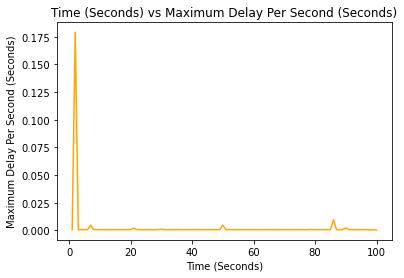 Time (Seconds) vs Maximum Delay Per Second (Seconds)
Maximum Delay Per Second (Seconds)
0.175
0.150
0.125
0.100
0.075
0.050
0.025
0.000
0 20 40 60 80 100
Time (Seconds)